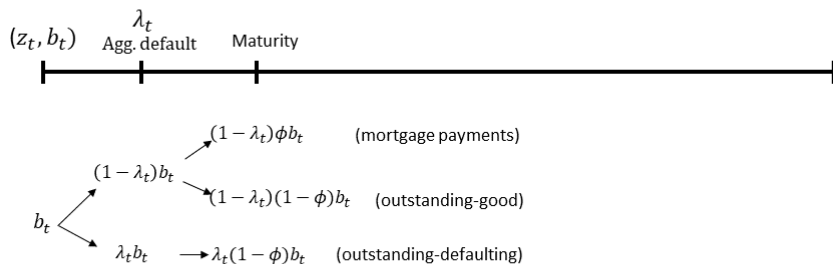 λ_t
(z_t, b_t) Agg. default Maturity
(1 − λ_t)ϕb_t (mortgage payments)
(1 − λ_t)b_t
(1 − λ_t)(1 − ϕ)b_t (outstanding-good)
b_t
λ_t b_t λ_t(1 − ϕ)b_t (outstanding-defaulting)